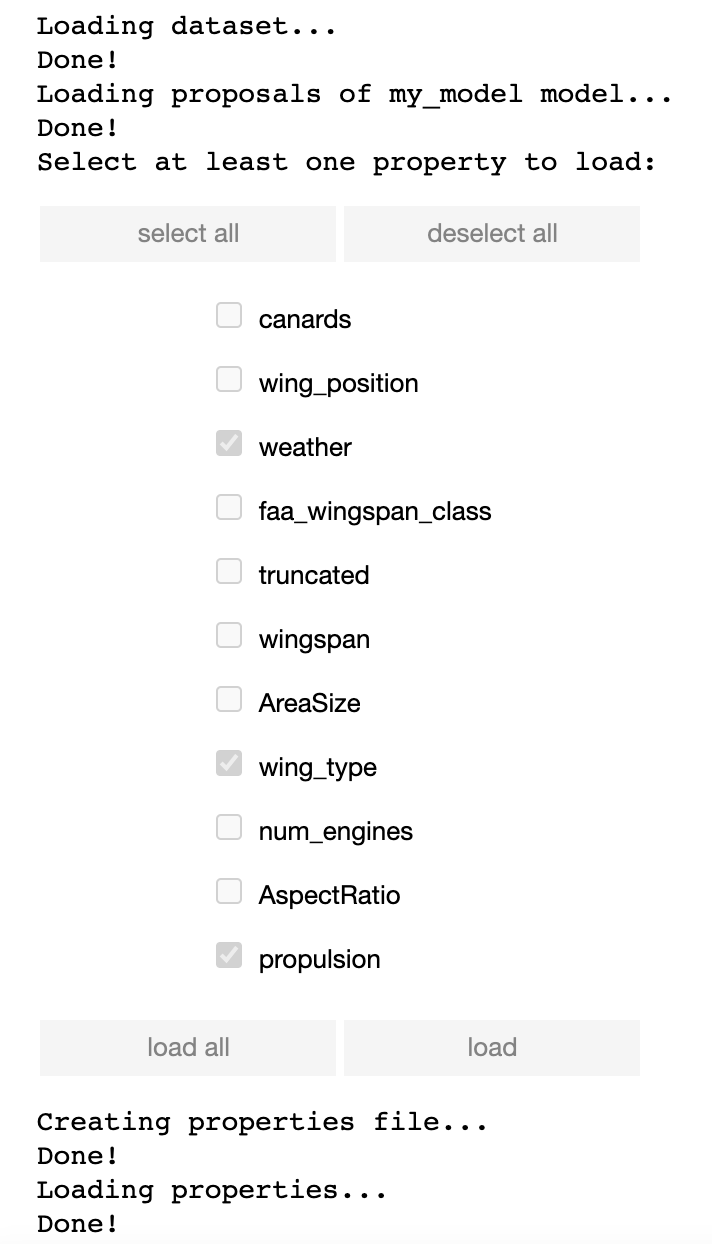 Loading dataset...
Done!
Loading proposals of my_model model...
Done!
Select at least one property to load:
select all deselect all
canards
wing_position
weather
faa_wingspan_class
truncated
wingspan
AreaSize
wing_type
num_engines
AspectRatio
propulsion
load all load
Creating properties file...
Done!
Loading properties...
Done!